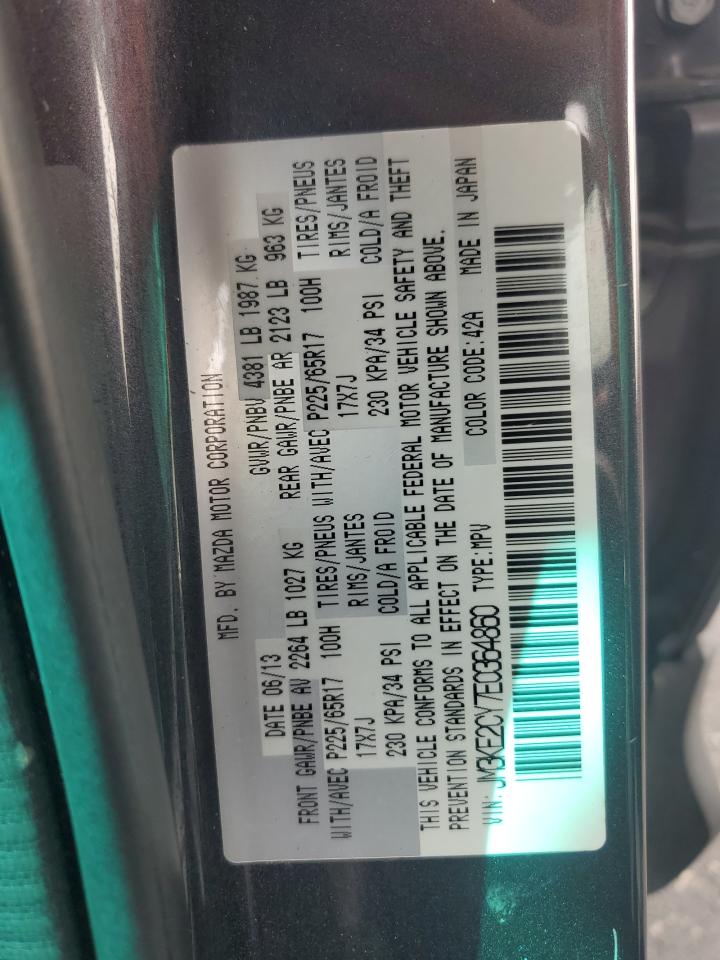 MFD. BY MAZDA MOTOR CORPORATION
DATE 06/13 GVWR/PNBV 4381 LB 1987 KG
FRONT GAWR/PNBE AV 2264 LB 1027 KG REAR GAWR/PNBE AR 2123 LB 963 KG
WITH/AVEC P225/65R17 100H TIRES/PNEUS WITH/AVEC P225/65R17 100H TIRES/PNEUS
17X7J RIMS/JANTES 17X7J RIMS/JANTES
230 KPA/34 PSI COLD/A FROID 230 KPA/34 PSI COLD/A FROID
THIS VEHICLE CONFORMS TO ALL APPLICABLE FEDERAL MOTOR VEHICLE SAFETY AND THEFT
PREVENTION STANDARDS IN EFFECT ON THE DATE OF MANUFACTURE SHOWN ABOVE.
COLOR CODE:42A MADE IN JAPAN
VIN:JM3KE2CY7E0364860 TYPE:MPV